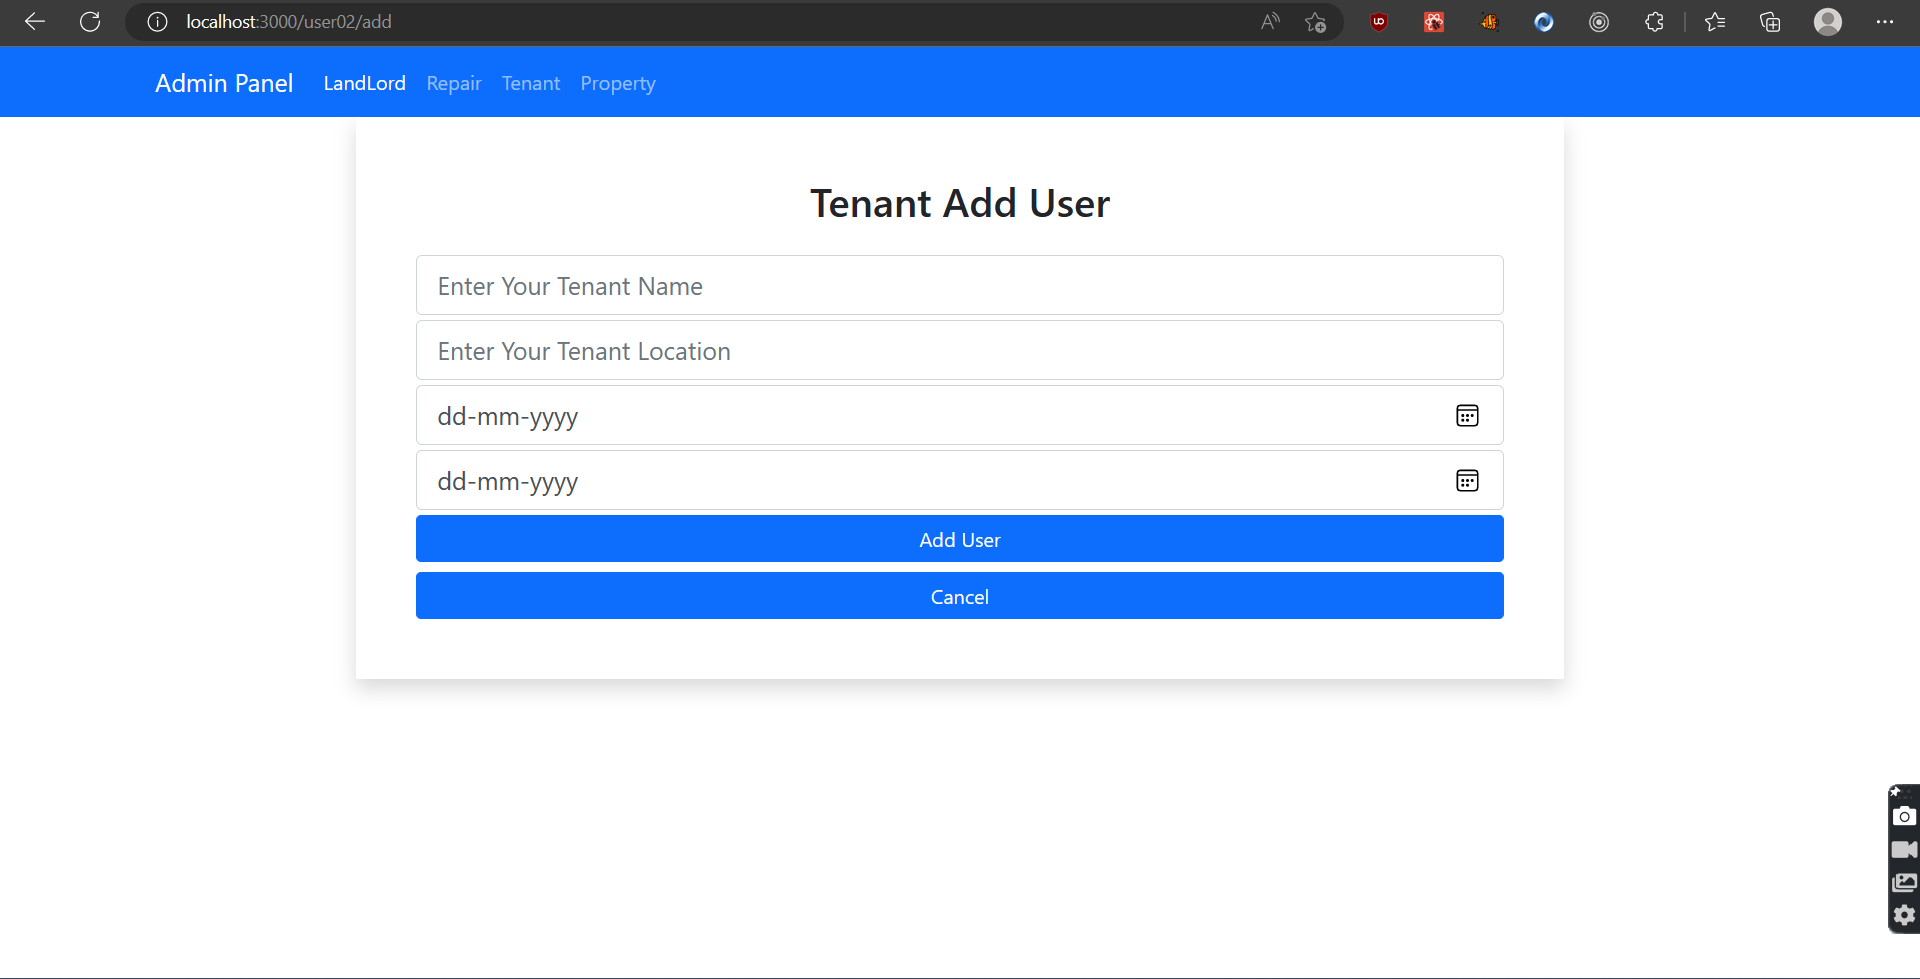 localhost:3000/user02/add
Admin Panel LandLord Repair Tenant Property
Tenant Add User
Enter Your Tenant Name
Enter Your Tenant Location
dd-mm-yyyy
dd-mm-yyyy
Add User
Cancel